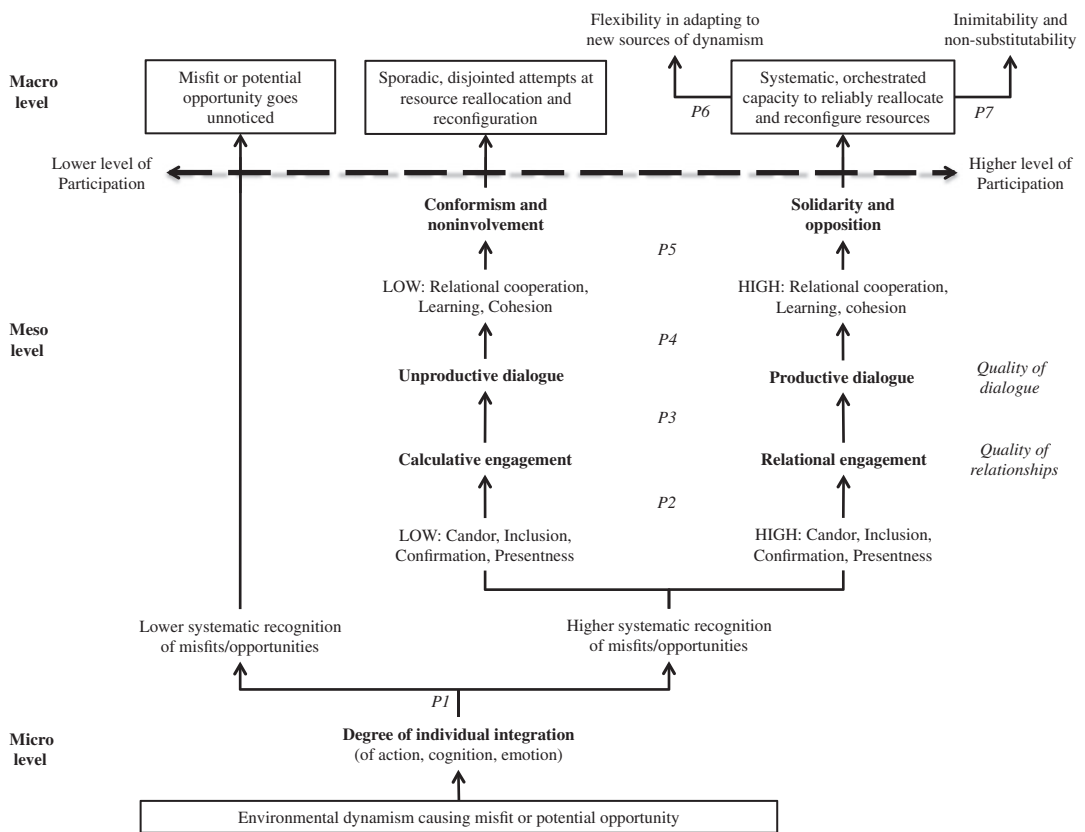 Flexibility in adapting to
new sources of dynamism
Inimitability and
non-substitutability
Macro
level
Misfit or potential
opportunity goes
unnoticed
Sporadic, disjointed attempts at
resource reallocation and
reconfiguration
Systematic, orchestrated
capacity to reliably reallocate
and reconfigure resources
P6
P7
Lower level of
Participation
Higher level of
Participation
Conformism and
noninvolvement
Solidarity and
opposition
P5
LOW: Relational cooperation,
Learning, Cohesion
HIGH: Relational cooperation,
Learning, cohesion
Meso
level
P4
Unproductive dialogue
Productive dialogue
Quality of
dialogue
P3
Calculative engagement
Relational engagement
Quality of
relationships
P2
LOW: Candor, Inclusion,
Confirmation, Presentness
HIGH: Candor, Inclusion,
Confirmation, Presentness
Lower systematic recognition
of misfits/opportunities
Higher systematic recognition
of misfits/opportunities
P1
Micro
level
Degree of individual integration
(of action, cognition, emotion)
Environmental dynamism causing misfit or potential opportunity